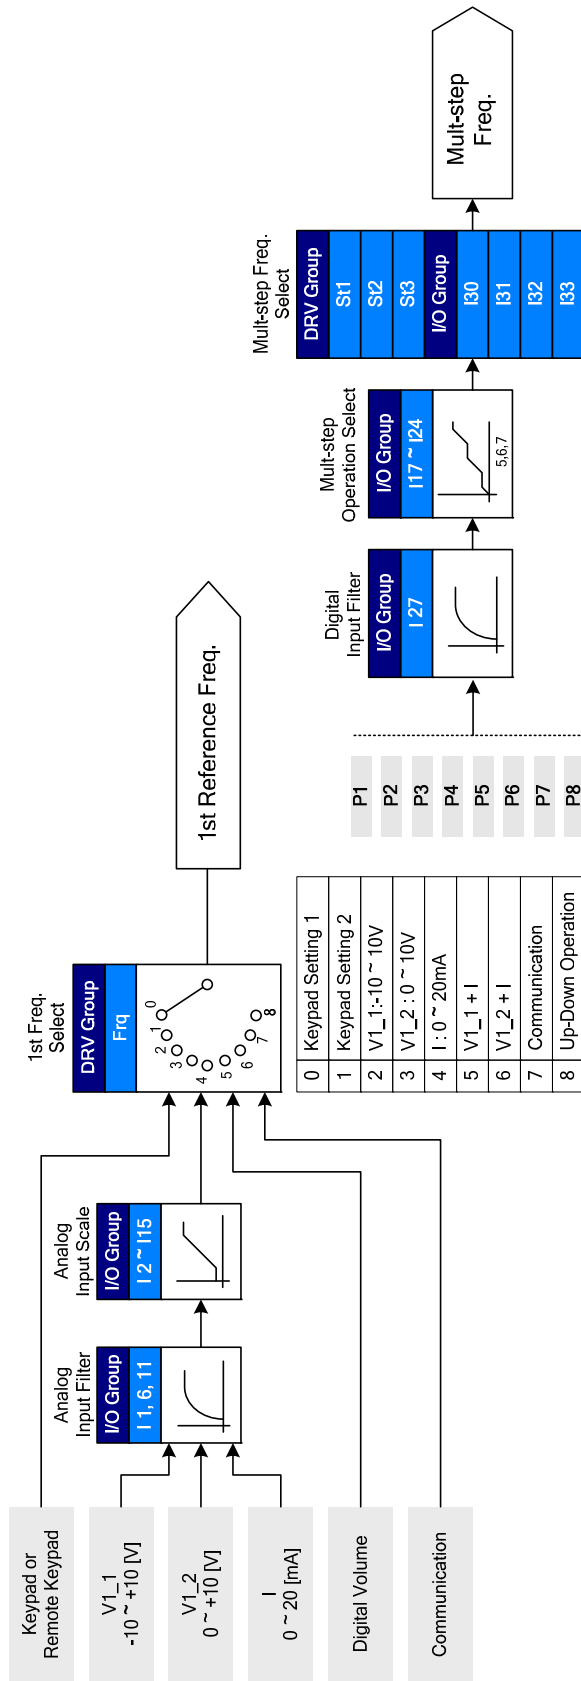 Keypad or
Remote Keypad
V1_1
-10 ~ +10 [V]
V1_2
0 ~ +10 [V]
I
0 ~ 20 [mA]
Digital Volume
Communication
Analog
Input Filter
I/O Group
I 1, 6, 11
Analog
Input Scale
I/O Group
I 2 ~ I15
1st Freq.
Select
DRV Group
Frq
0
1
2
3
4
5
6
7
8
1st Reference Freq.
0 Keypad Setting 1
1 Keypad Setting 2
2 V1_1:-10 ~ 10V
3 V1_2 : 0 ~ 10V
4 I : 0 ~ 20mA
5 V1_1 + I
6 V1_2 + I
7 Communication
8 Up-Down Operation
P1
P2
P3
P4
P5
P6
P7
P8
Digital
Input Filter
I/O Group
I 27
Mult-step
Operation Select
I/O Group
I17 ~ I24
5,6,7
Mult-step Freq.
Select
DRV Group
St1
St2
St3
I/O Group
I30
I31
I32
I33
Mult-step
Freq.